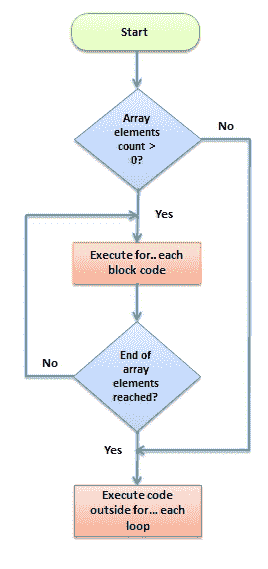 Start
Array
elements
count >
0?
No
Yes
Execute for.. each
block code
End of
array
elements
reached?
No
Yes
Execute code
outside for... each
loop